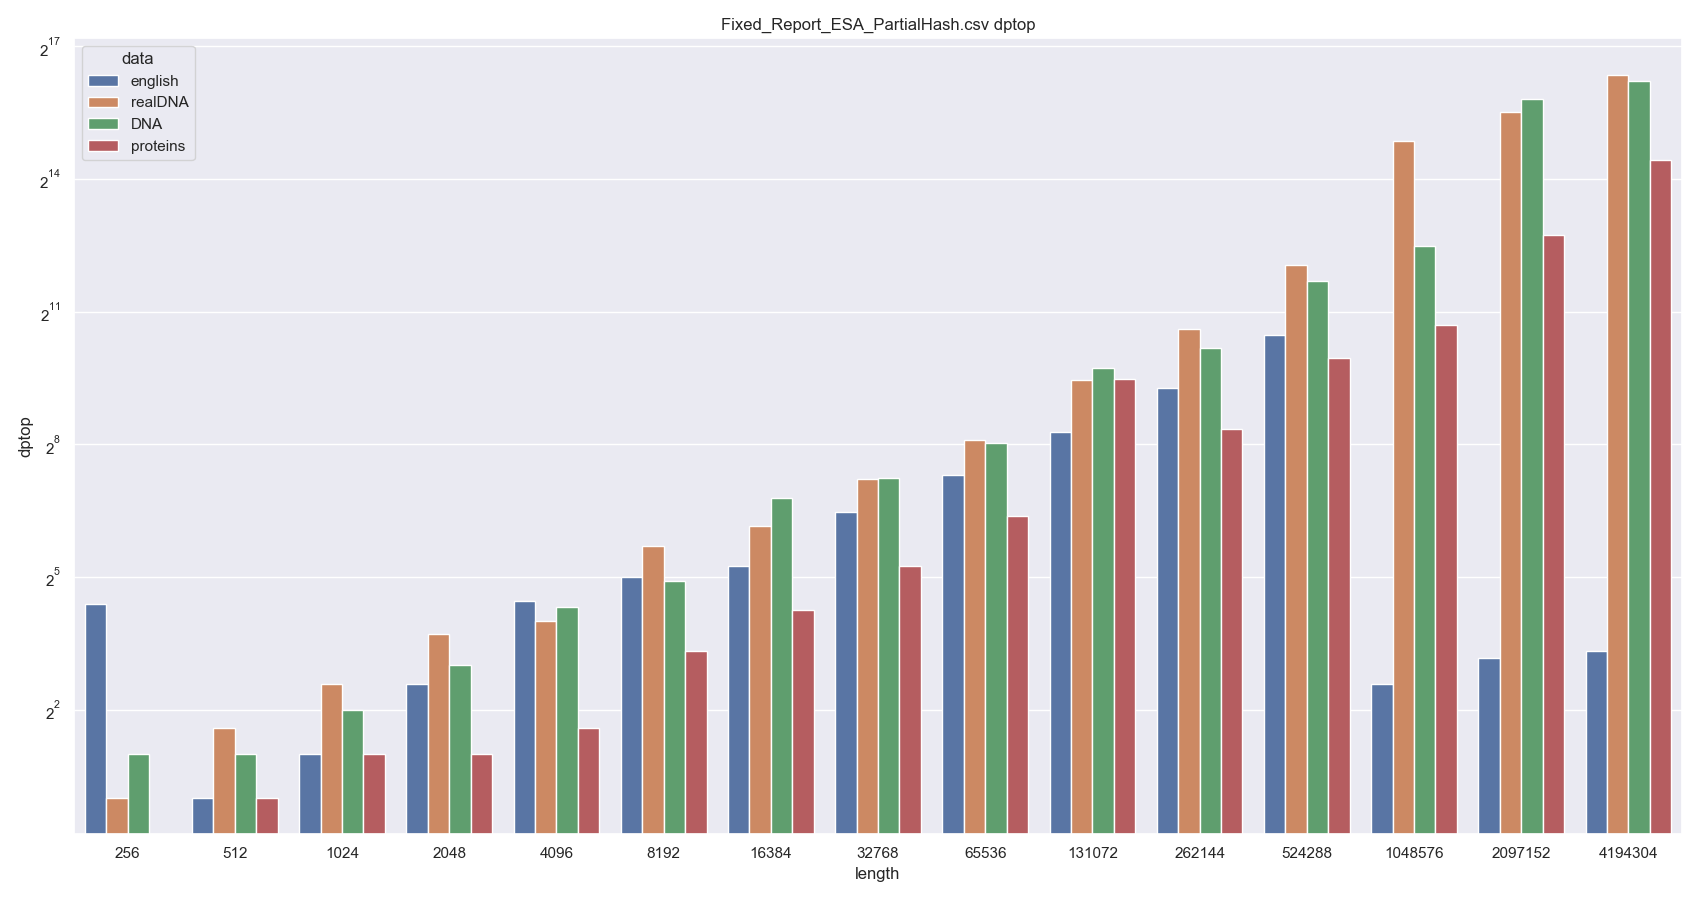 Fixed_Report_ESA_PartialHash.csv dptop
2^17
2^14
2^11
2^8
2^5
2^2
dptop
data
english
realDNA
DNA
proteins
256 512 1024 2048 4096 8192 16384 32768 65536 131072 262144 524288 1048576 2097152 4194304
length